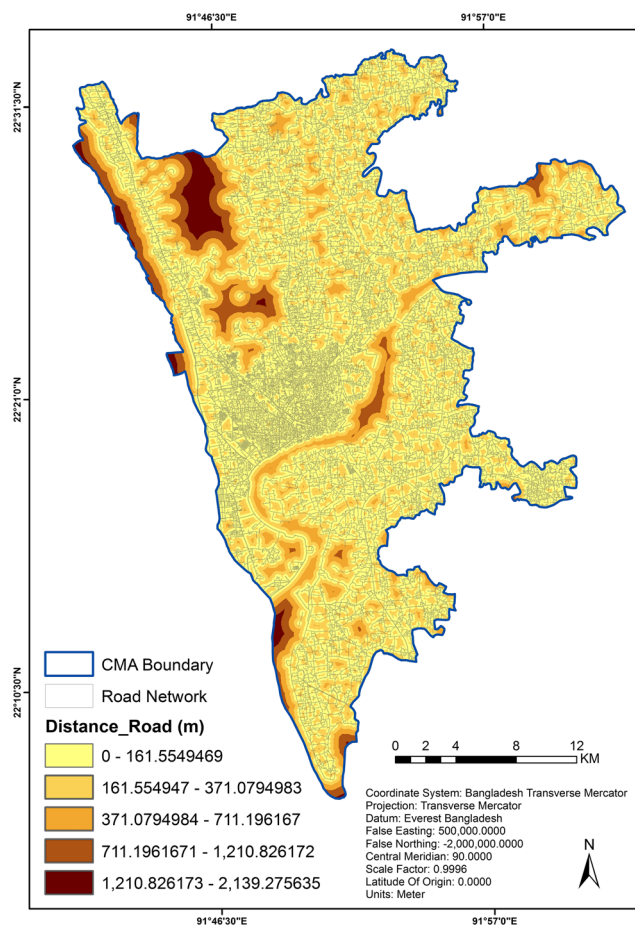 91°46'30"E 91°57'0"E
22°31'30"N
22°21'0"N
22°10'30"N
CMA Boundary
Road Network
Distance_Road (m)
0 - 161.5549469
161.554947 - 371.0794983
371.0794984 - 711.196167
711.1961671 - 1,210.826172
1,210.826173 - 2,139.275635
0 2 4 8 12
KM
Coordinate System: Bangladesh Transverse Mercator
Projection: Transverse Mercator
Datum: Everest Bangladesh
False Easting: 500,000.0000
False Northing: -2,000,000.0000
Central Meridian: 90.0000
Scale Factor: 0.9996
Latitude Of Origin: 0.0000
Units: Meter
N
91°46'30"E 91°57'0"E